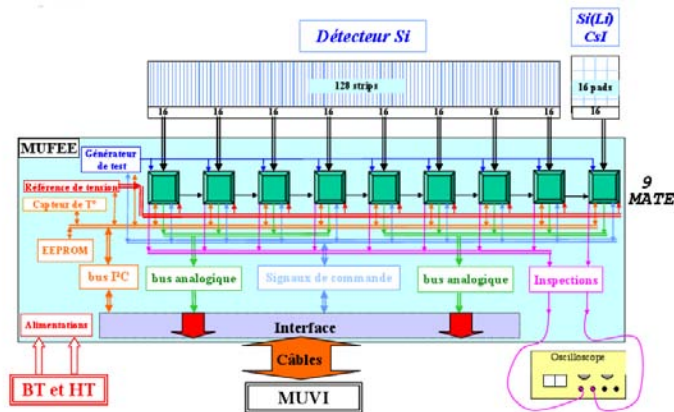 Détecteur Si
Si(Li)
CsI
128 strips
16 pads
16 16 16 16 16 16 16 16 16
MUFEE
Générateur
de test
Référence de tension
Capteur de T°
9
MATE
EEPROM
bus I²C
bus analogique
Signaux de commande
bus analogique
Inspections
Alimentations
Interface
Oscilloscope
Câbles
BT et HT
MUVI